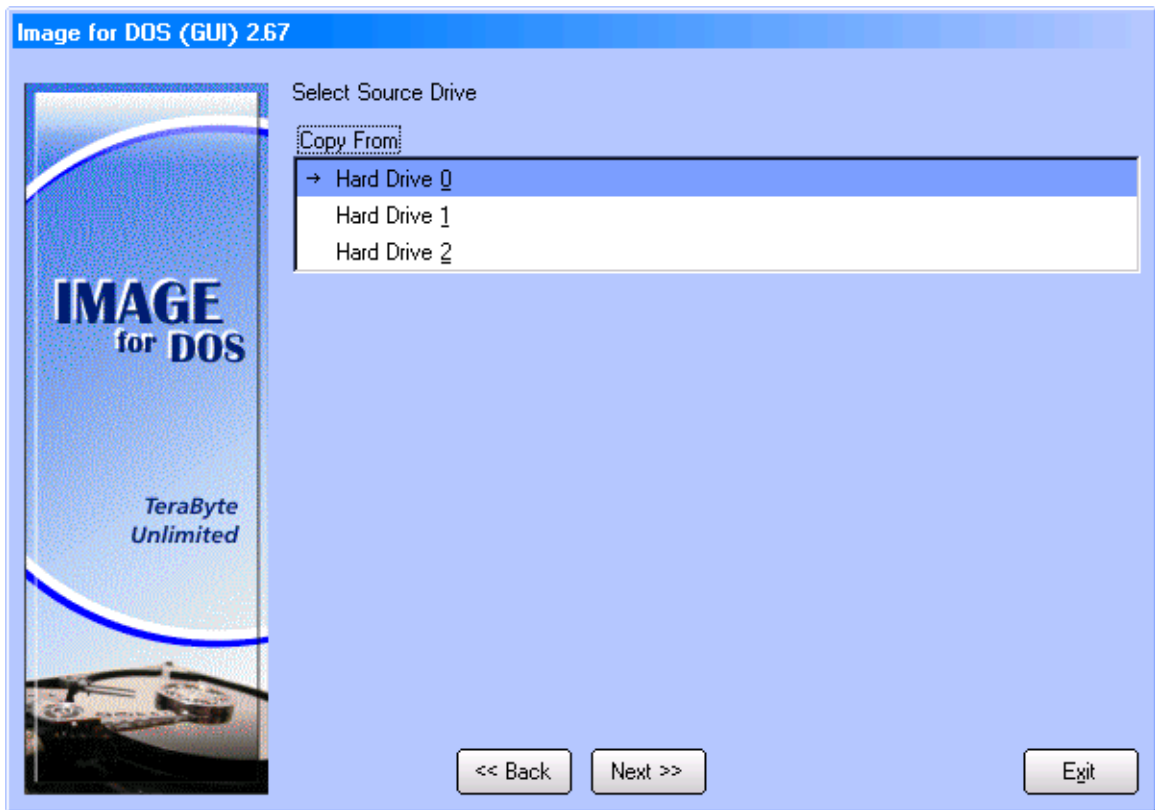 Image for DOS (GUI) 2.67
Select Source Drive
Copy From
→ Hard Drive 0
Hard Drive 1
Hard Drive 2
IMAGE
for DOS
TeraByte
Unlimited
<< Back
Next >>
Exit